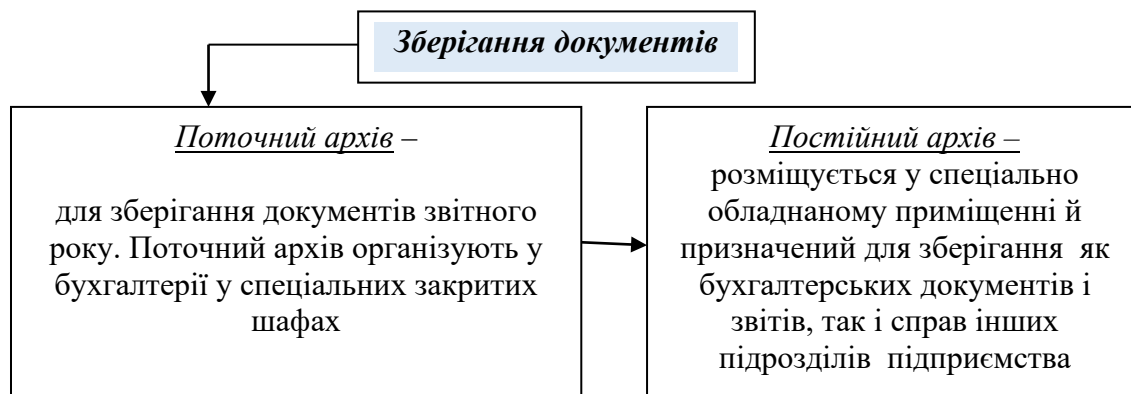 Зберігання документів
Поточний архів –
для зберігання документів звітного
року. Поточний архів організують у
бухгалтерії у спеціальних закритих
шафах
Постійний архів –
розміщується у спеціально
обладнаному приміщенні й
призначений для зберігання як
бухгалтерських документів і
звітів, так і справ інших
підрозділів підприємства